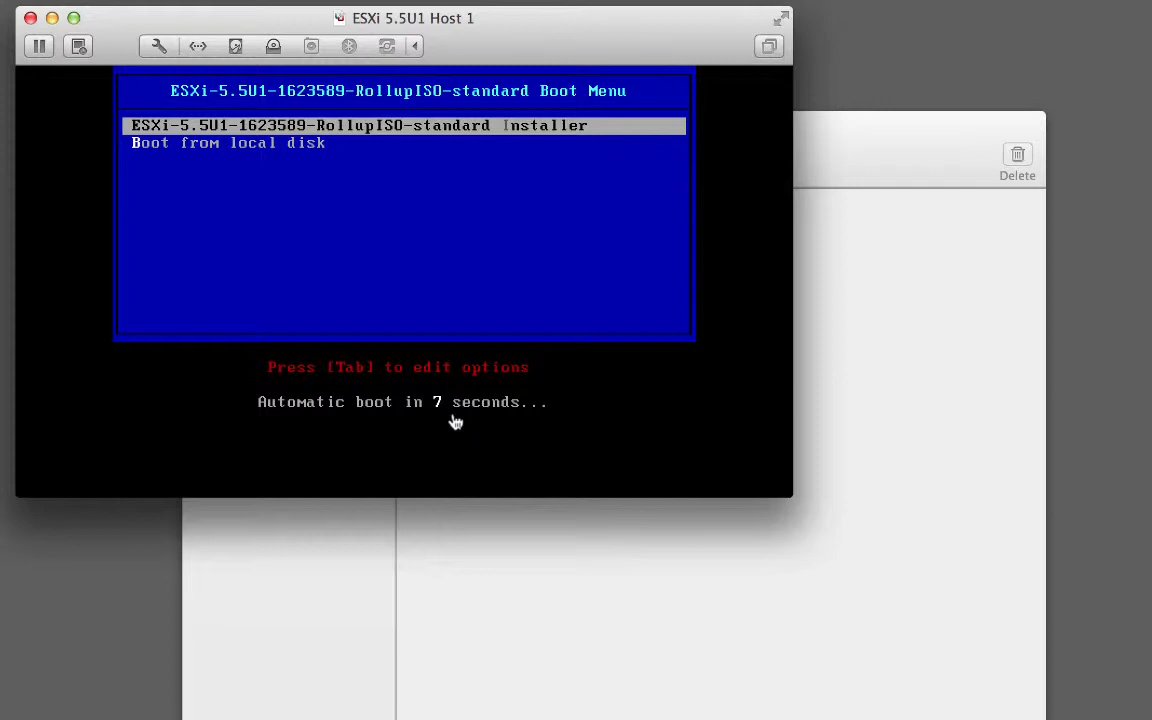 ESXi 5.5U1 Host 1
ESXi-5.5U1-1623589-RollupISO-standard Boot Menu
ESXi-5.5U1-1623589-RollupISO-standard Installer
Boot from local disk
Delete
Press [Tab] to edit options
Automatic boot in 7 seconds...